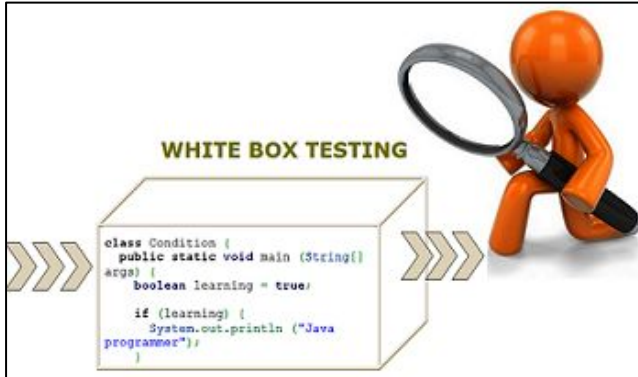 WHITE BOX TESTING
class Condition {
public static void main (String[]
args) {
boolean learning = true;
if (learning) {
System.out.println ("Java
programmer");
}